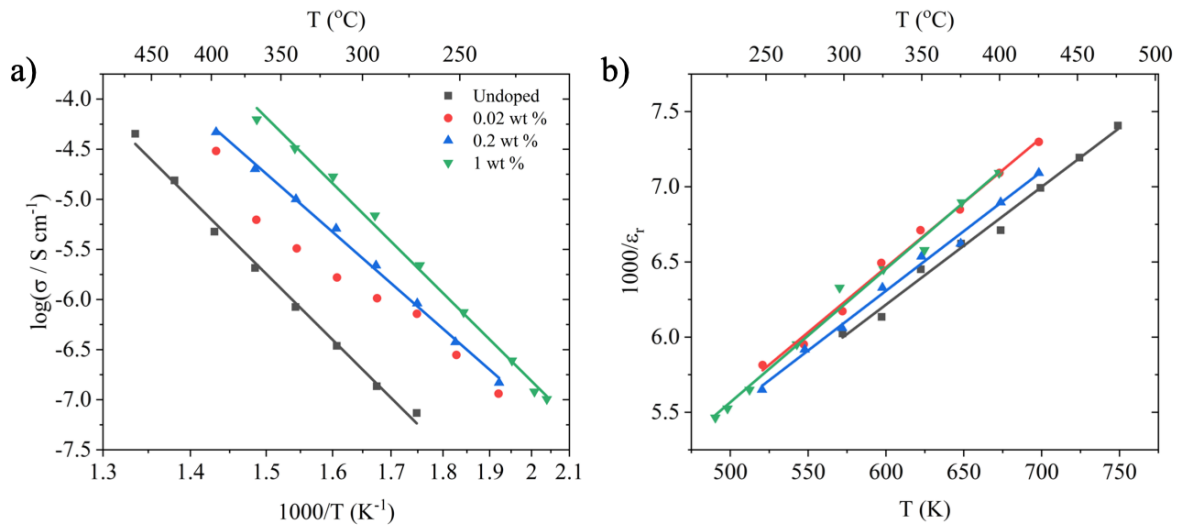 a)
T (°C)
450 400 350 300 250
log(σ / S cm⁻¹)
-4.0
-4.5
-5.0
-5.5
-6.0
-6.5
-7.0
-7.5
Undoped
0.02 wt %
0.2 wt %
1 wt %
1.3 1.4 1.5 1.6 1.7 1.8 1.9 2 2.1
1000/T (K⁻¹)
b)
T (°C)
250 300 350 400 450 500
1000/εᵣ
7.5
7.0
6.5
6.0
5.5
500 550 600 650 700 750
T (K)